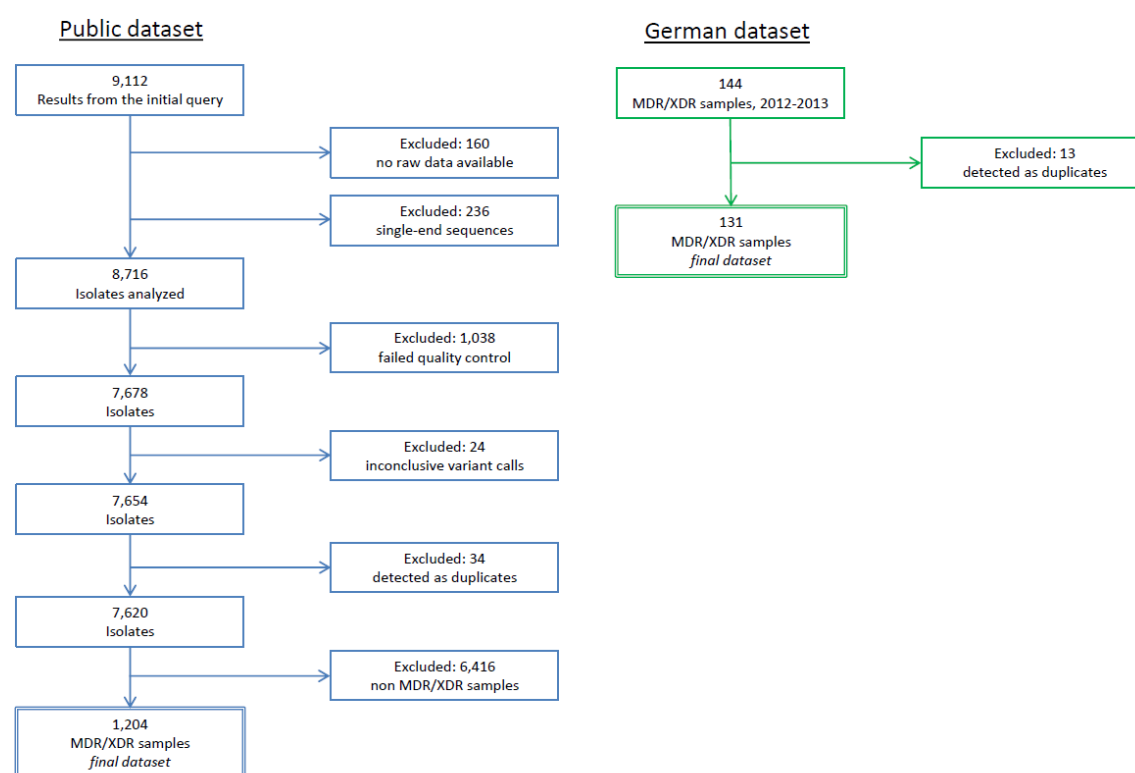 Public dataset
9,112
Results from the initial query
Excluded: 160
no raw data available
Excluded: 236
single-end sequences
8,716
Isolates analyzed
Excluded: 1,038
failed quality control
7,678
Isolates
Excluded: 24
inconclusive variant calls
7,654
Isolates
Excluded: 34
detected as duplicates
7,620
Isolates
Excluded: 6,416
non MDR/XDR samples
1,204
MDR/XDR samples
final dataset
German dataset
144
MDR/XDR samples, 2012-2013
Excluded: 13
detected as duplicates
131
MDR/XDR samples
final dataset